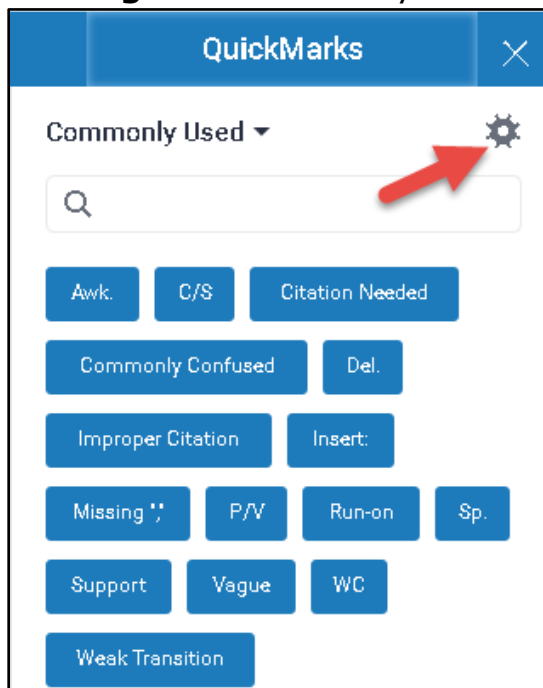 QuickMarks
Commonly Used
Awk. C/S Citation Needed
Commonly Confused Del.
Improper Citation Insert:
Missing "," P/V Run-on Sp.
Support Vague WC
Weak Transition